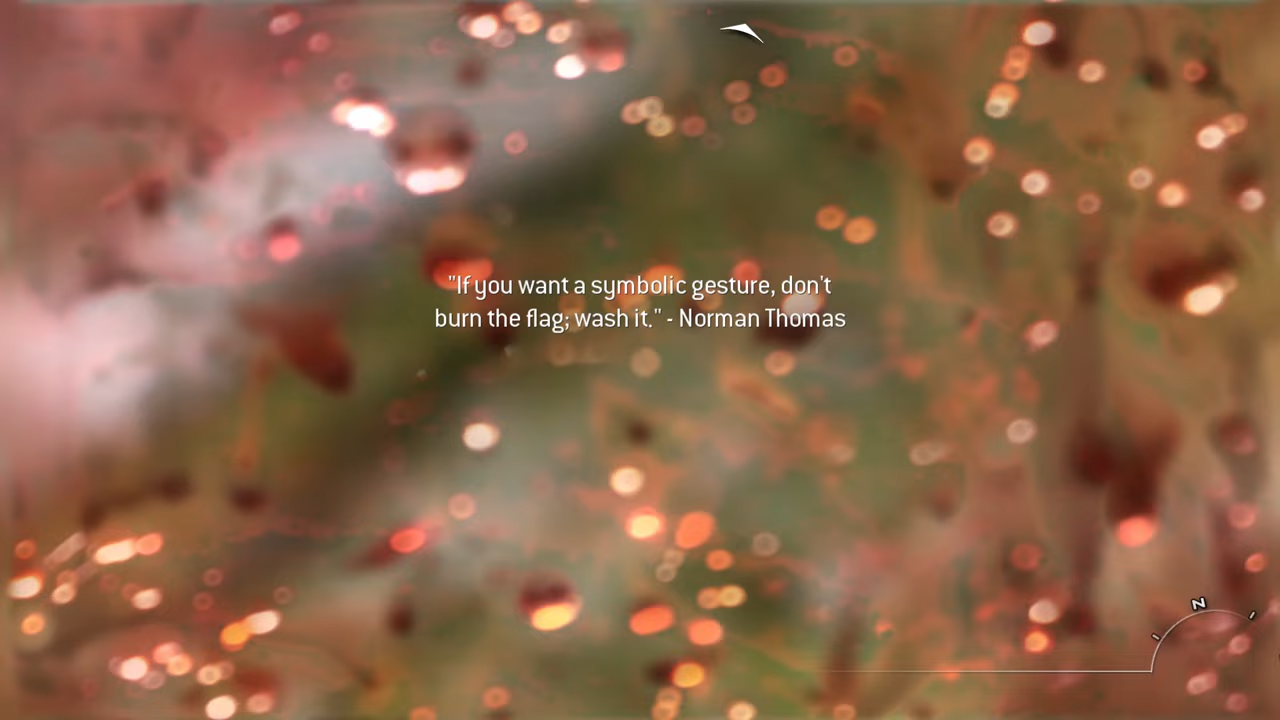 "If you want a symbolic gesture, don't
burn the flag; wash it." - Norman Thomas
N